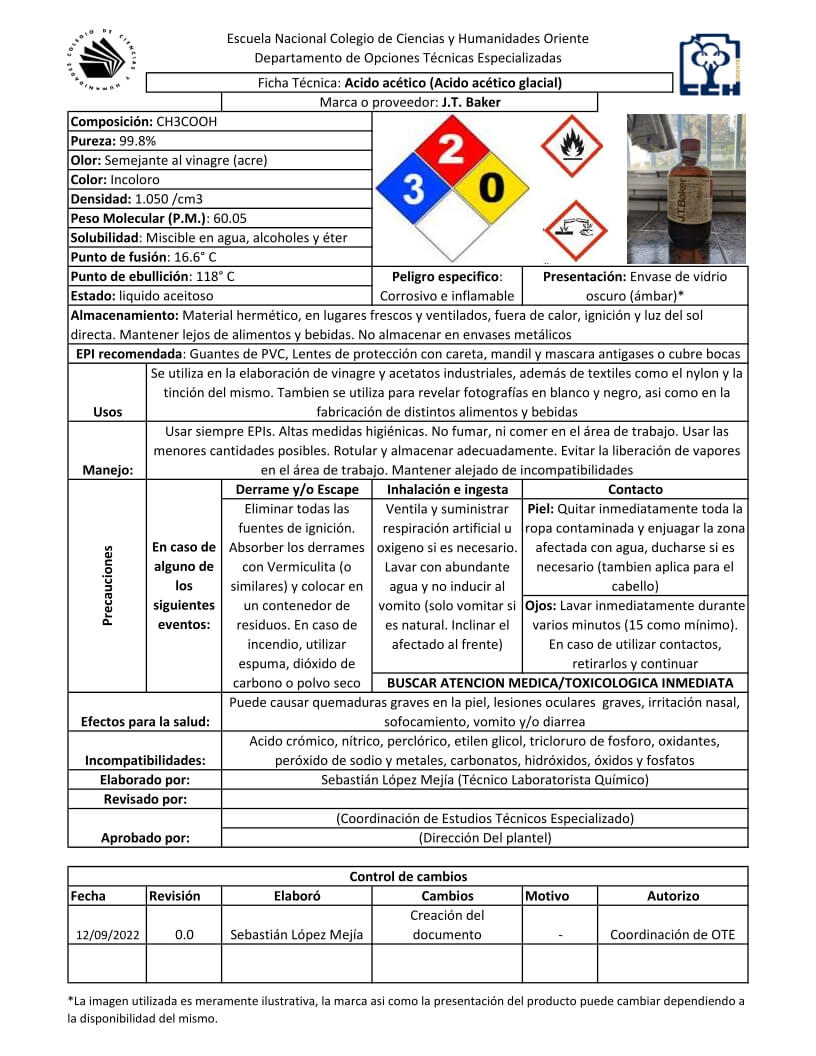 COLEGIO DE CIENCIAS Y HUMANIDADES
Escuela Nacional Colegio de Ciencias y Humanidades Oriente
Departamento de Opciones Técnicas Especializadas
CCH
ORIENTE
Ficha Técnica: Acido acético (Acido acético glacial)
Marca o proveedor: J.T. Baker
Composición: CH3COOH
Pureza: 99.8%
Olor: Semejante al vinagre (acre)
Color: Incoloro
Densidad: 1.050 /cm3
Peso Molecular (P.M.): 60.05
Solubilidad: Miscible en agua, alcoholes y éter
Punto de fusión: 16.6° C
Punto de ebullición: 118° C
Estado: liquido aceitoso
2
3
0
J.T.Baker
Peligro especifico:
Corrosivo e inflamable
Presentación: Envase de vidrio
oscuro (ámbar)*
Almacenamiento: Material hermético, en lugares frescos y ventilados, fuera de calor, ignición y luz del sol
directa. Mantener lejos de alimentos y bebidas. No almacenar en envases metálicos
EPI recomendada: Guantes de PVC, Lentes de protección con careta, mandil y mascara antigases o cubre bocas
Usos
Se utiliza en la elaboración de vinagre y acetatos industriales, además de textiles como el nylon y la
tinción del mismo. Tambien se utiliza para revelar fotografías en blanco y negro, asi como en la
fabricación de distintos alimentos y bebidas
Manejo:
Usar siempre EPIs. Altas medidas higiénicas. No fumar, ni comer en el área de trabajo. Usar las
menores cantidades posibles. Rotular y almacenar adecuadamente. Evitar la liberación de vapores
en el área de trabajo. Mantener alejado de incompatibilidades
Precauciones
En caso de
alguno de
los
siguientes
eventos:
Derrame y/o Escape
Eliminar todas las
fuentes de ignición.
Absorber los derrames
con Vermiculita (o
similares) y colocar en
un contenedor de
residuos. En caso de
incendio, utilizar
espuma, dióxido de
carbono o polvo seco
Inhalación e ingesta
Ventila y suministrar
respiración artificial u
oxigeno si es necesario.
Lavar con abundante
agua y no inducir al
vomito (solo vomitar si
es natural. Inclinar el
afectado al frente)
Contacto
Piel: Quitar inmediatamente toda la
ropa contaminada y enjuagar la zona
afectada con agua, ducharse si es
necesario (tambien aplica para el
cabello)
Ojos: Lavar inmediatamente durante
varios minutos (15 como mínimo).
En caso de utilizar contactos,
retirarlos y continuar
BUSCAR ATENCION MEDICA/TOXICOLOGICA INMEDIATA
Efectos para la salud:
Puede causar quemaduras graves en la piel, lesiones oculares graves, irritación nasal,
sofocamiento, vomito y/o diarrea
Incompatibilidades:
Acido crómico, nítrico, perclórico, etilen glicol, tricloruro de fosforo, oxidantes,
peróxido de sodio y metales, carbonatos, hidróxidos, óxidos y fosfatos
Elaborado por:
Sebastián López Mejía (Técnico Laboratorista Químico)
Revisado por:
Aprobado por:
(Coordinación de Estudios Técnicos Especializado)
(Dirección Del plantel)
Control de cambios
Fecha Revisión Elaboró Cambios Motivo Autorizo
12/09/2022 0.0 Sebastián López Mejía Creación del documento - Coordinación de OTE
*La imagen utilizada es meramente ilustrativa, la marca asi como la presentación del producto puede cambiar dependiendo a
la disponibilidad del mismo.